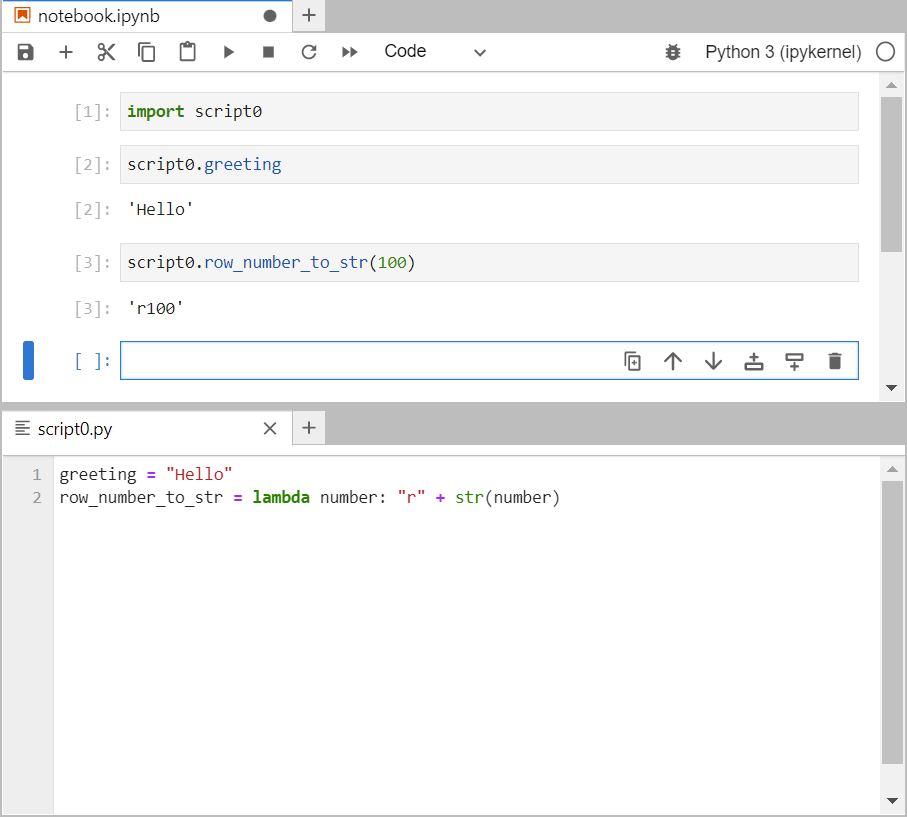 notebook.ipynb
Code
Python 3 (ipykernel)
[1]: import script0
[2]: script0.greeting
[2]: 'Hello'
[3]: script0.row_number_to_str(100)
[3]: 'r100'
[ ]:
script0.py
1 greeting = "Hello"
2 row_number_to_str = lambda number: "r" + str(number)